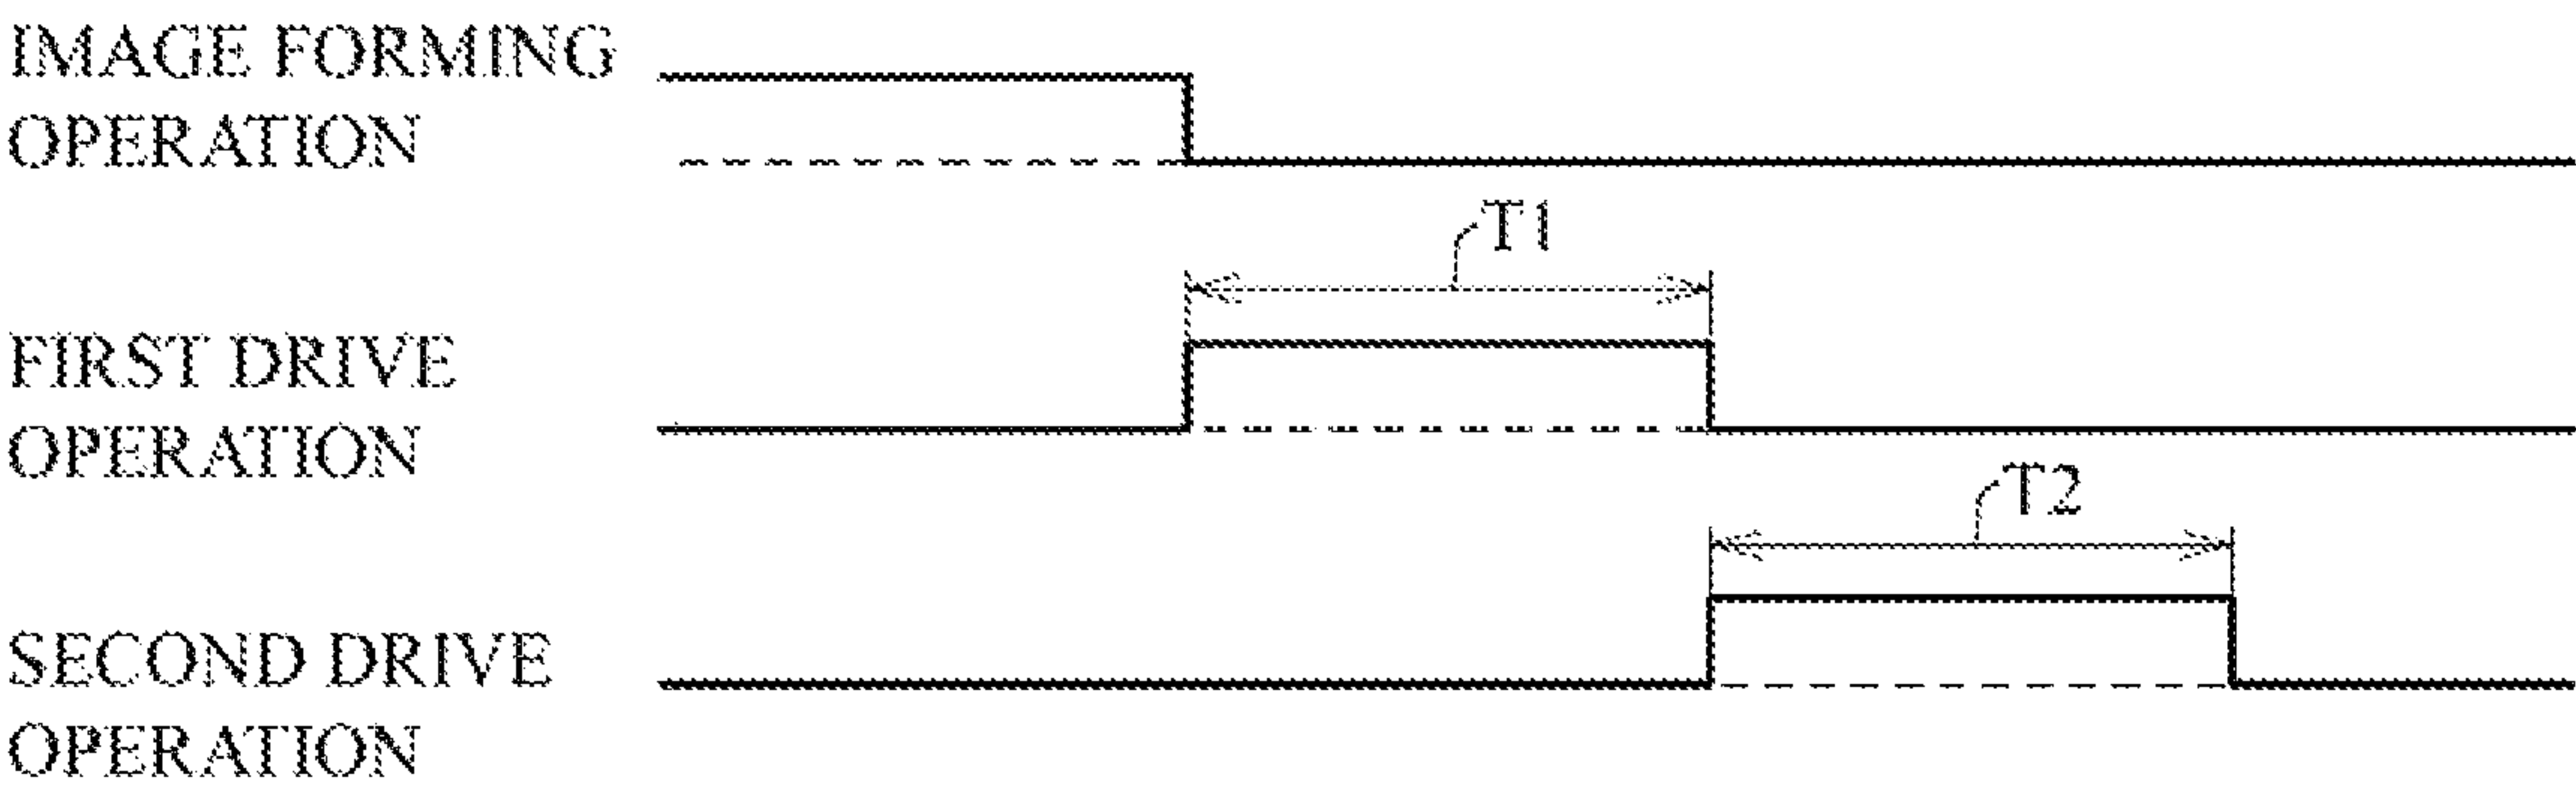 IMAGE FORMING
OPERATION
T1
FIRST DRIVE
OPERATION
T2
SECOND DRIVE
OPERATION